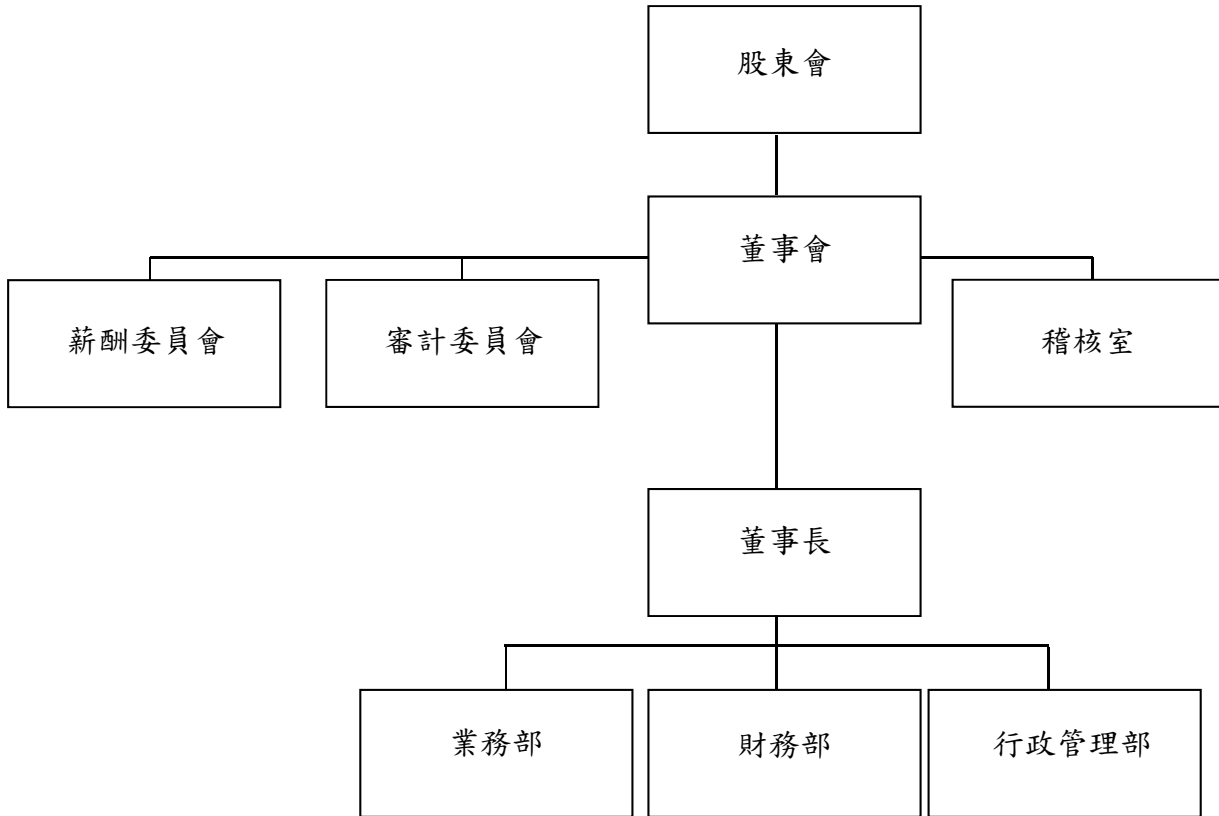 股東會
董事會
薪酬委員會
審計委員會
稽核室
董事長
業務部
財務部
行政管理部